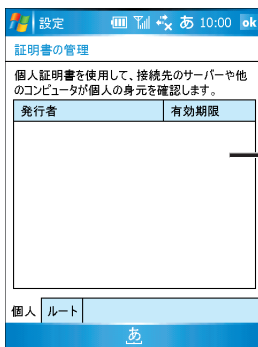 設定 あ 10:00 ok
証明書の管理
個人証明書を使用して、接続先のサーバーや他
のコンピュータが個人の身元を確認します。
発行者 有効期限
個人 ルート
あ